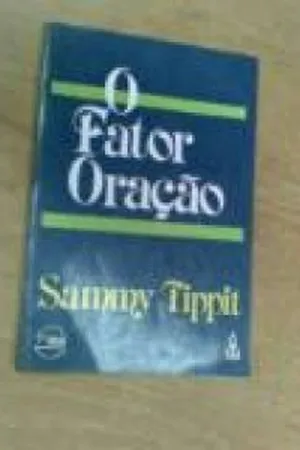 O
Fator
Oração
Sammy Tippit